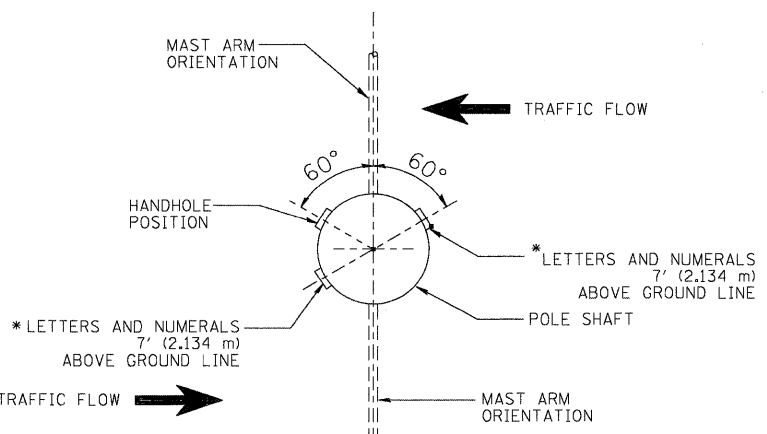 MAST ARM
ORIENTATION
TRAFFIC FLOW
60°
60°
HANDHOLE
POSITION
*LETTERS AND NUMERALS
7' (2.134 m)
ABOVE GROUND LINE
POLE SHAFT
*LETTERS AND NUMERALS
7' (2.134 m)
ABOVE GROUND LINE
TRAFFIC FLOW
MAST ARM
ORIENTATION